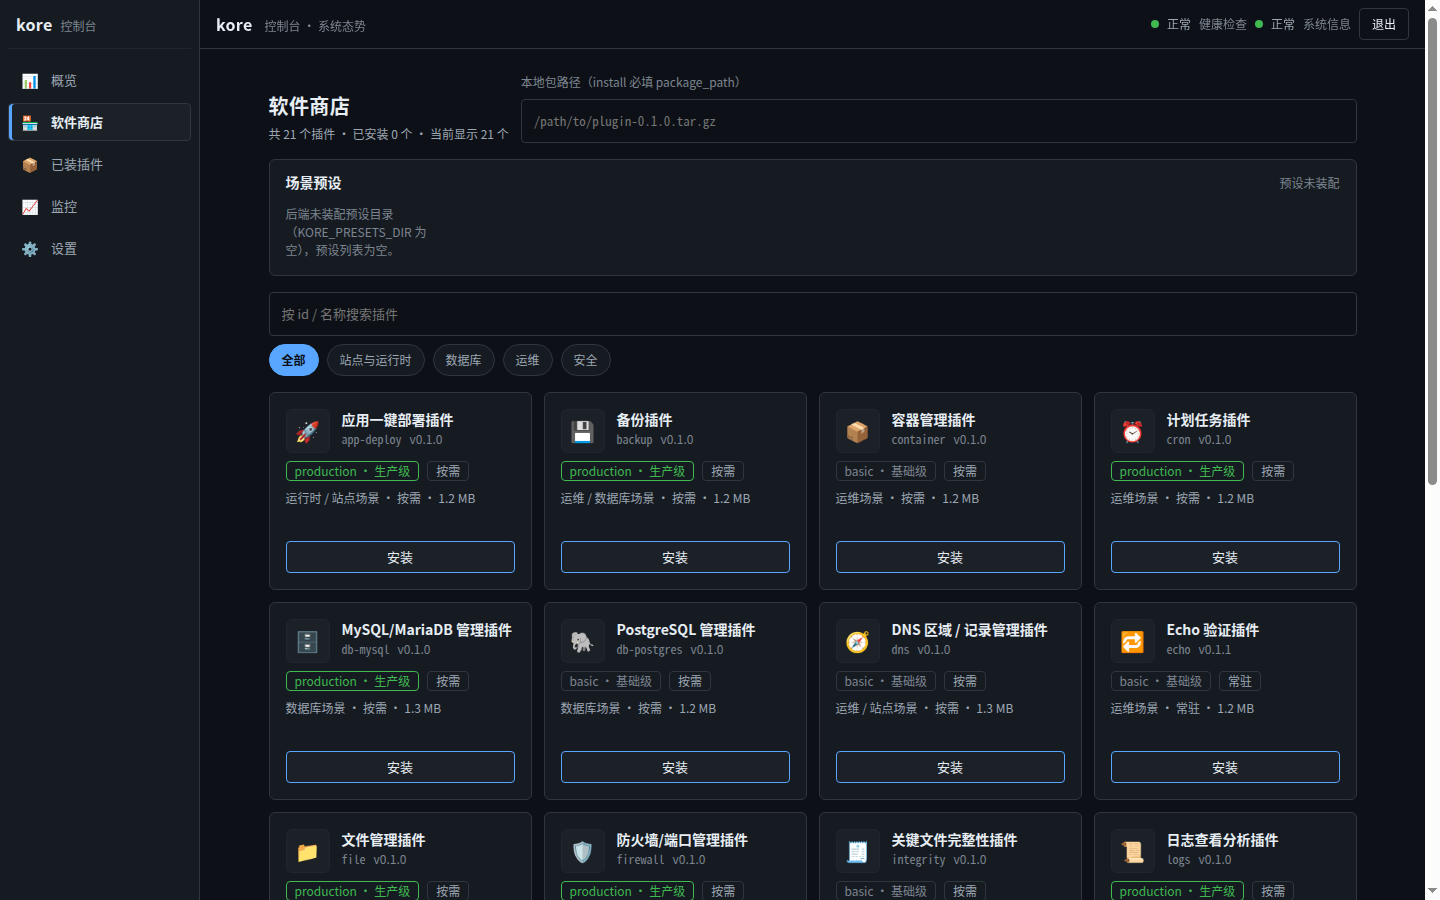 kore 控制台
概览
软件商店
已装插件
监控
设置
kore 控制台 · 系统态势
正常 健康检查 正常 系统信息 退出
软件商店
共 21 个插件 · 已安装 0 个 · 当前显示 21 个
本地包路径（install 必填 package_path）
/path/to/plugin-0.1.0.tar.gz
场景预设
预设未装配
后端未装配预设目录
（KORE_PRESETS_DIR 为
空），预设列表为空。
按 id / 名称搜索插件
全部 站点与运行时 数据库 运维 安全
应用一键部署插件
app-deploy v0.1.0
production · 生产级 按需
运行时 / 站点场景 · 按需 · 1.2 MB
安装
备份插件
backup v0.1.0
production · 生产级 按需
运维 / 数据库场景 · 按需 · 1.2 MB
安装
容器管理插件
container v0.1.0
basic · 基础级 按需
运维场景 · 按需 · 1.2 MB
安装
计划任务插件
cron v0.1.0
production · 生产级 按需
运维场景 · 按需 · 1.2 MB
安装
MySQL/MariaDB 管理插件
db-mysql v0.1.0
production · 生产级 按需
数据库场景 · 按需 · 1.3 MB
安装
PostgreSQL 管理插件
db-postgres v0.1.0
basic · 基础级 按需
数据库场景 · 按需 · 1.2 MB
安装
DNS 区域 / 记录管理插件
dns v0.1.0
basic · 基础级 按需
运维 / 站点场景 · 按需 · 1.3 MB
安装
Echo 验证插件
echo v0.1.1
basic · 基础级 常驻
运维场景 · 常驻 · 1.2 MB
安装
文件管理插件
file v0.1.0
production · 生产级 按需
防火墙/端口管理插件
firewall v0.1.0
production · 生产级 按需
关键文件完整性插件
integrity v0.1.0
basic · 基础级 按需
日志查看分析插件
logs v0.1.0
production · 生产级 按需